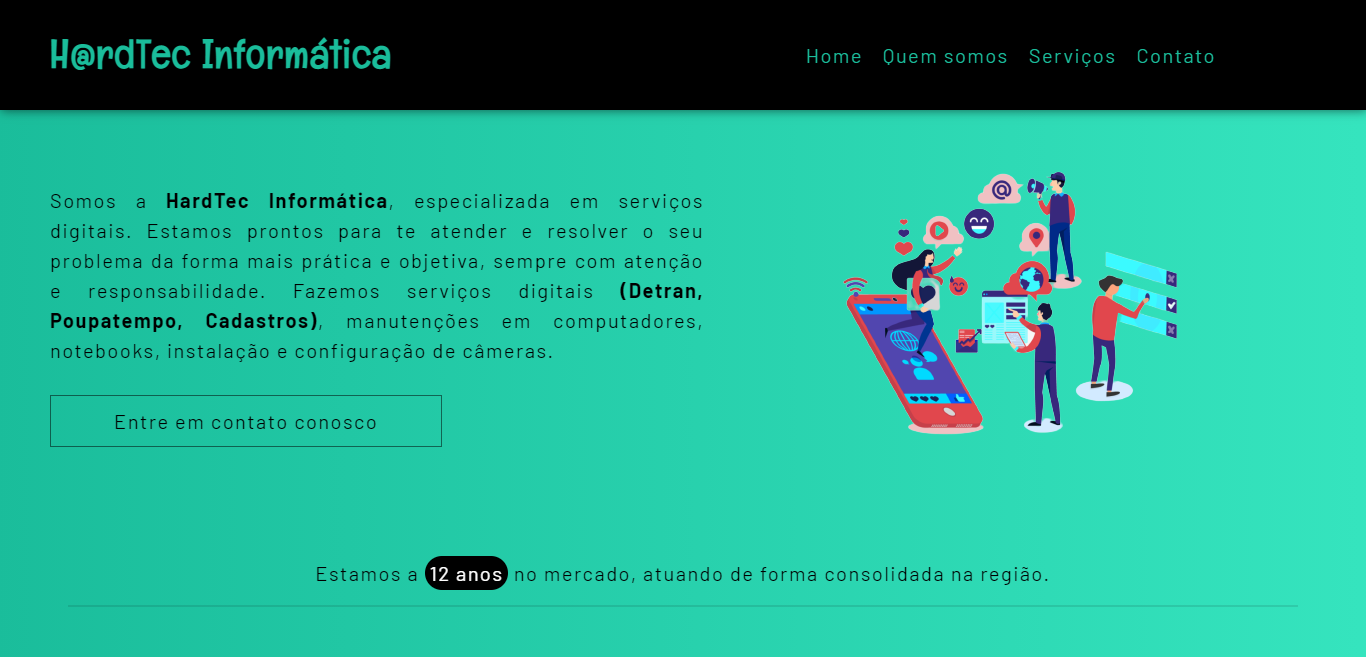 H@rdTec Informática
Home Quem somos Serviços Contato
Somos a HardTec Informática, especializada em serviços
digitais. Estamos prontos para te atender e resolver o seu
problema da forma mais prática e objetiva, sempre com atenção
e responsabilidade. Fazemos serviços digitais (Detran,
Poupatempo, Cadastros), manutenções em computadores,
notebooks, instalação e configuração de câmeras.
Entre em contato conosco
Estamos a 12 anos no mercado, atuando de forma consolidada na região.